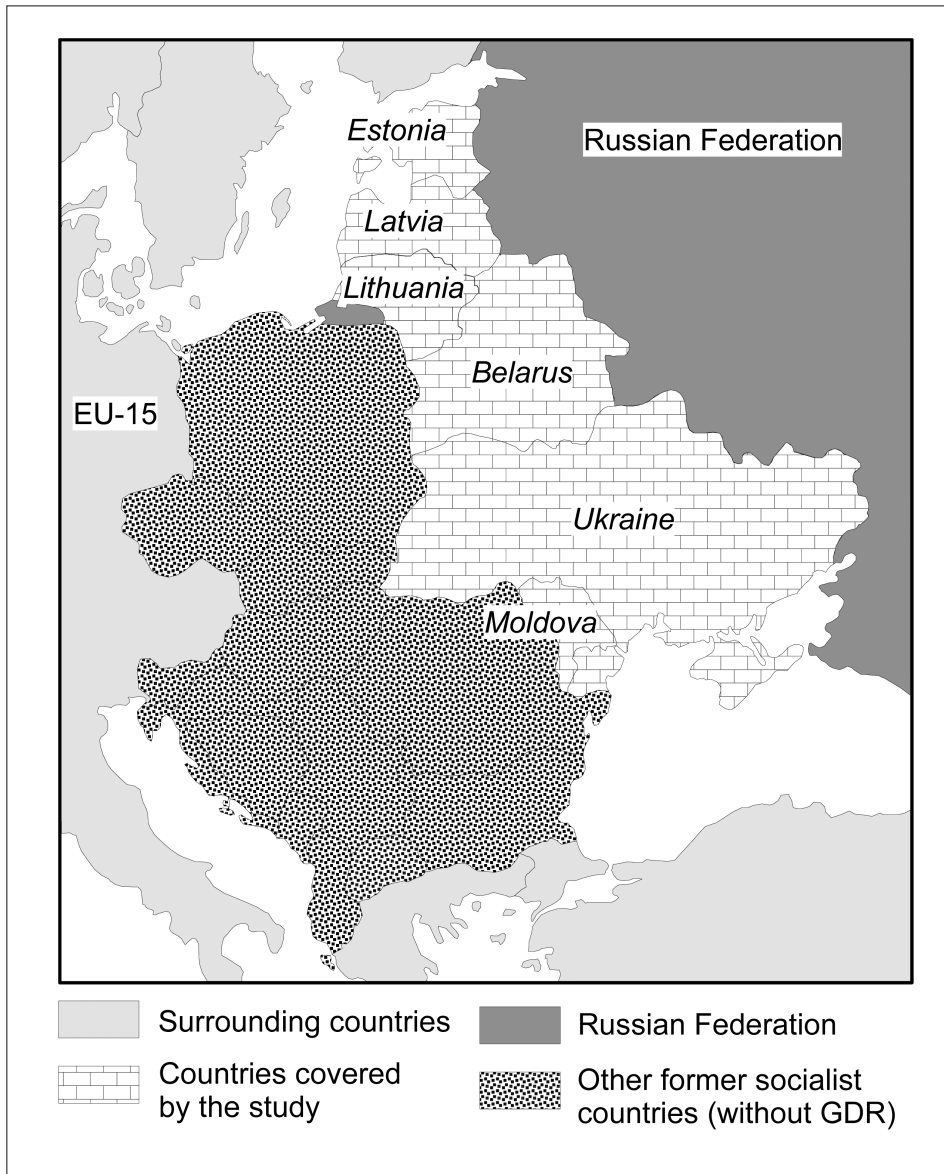 Estonia
Russian Federation
Latvia
Lithuania
Belarus
EU-15
Ukraine
Moldova
Surrounding countries
Russian Federation
Countries covered
by the study
Other former socialist
countries (without GDR)